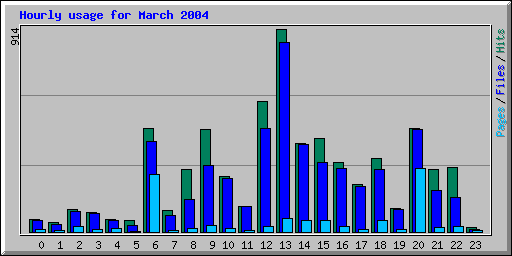 Hourly usage for March 2004
914
Pages / Files / Hits
0 1 2 3 4 5 6 7 8 9 10 11 12 13 14 15 16 17 18 19 20 21 22 23